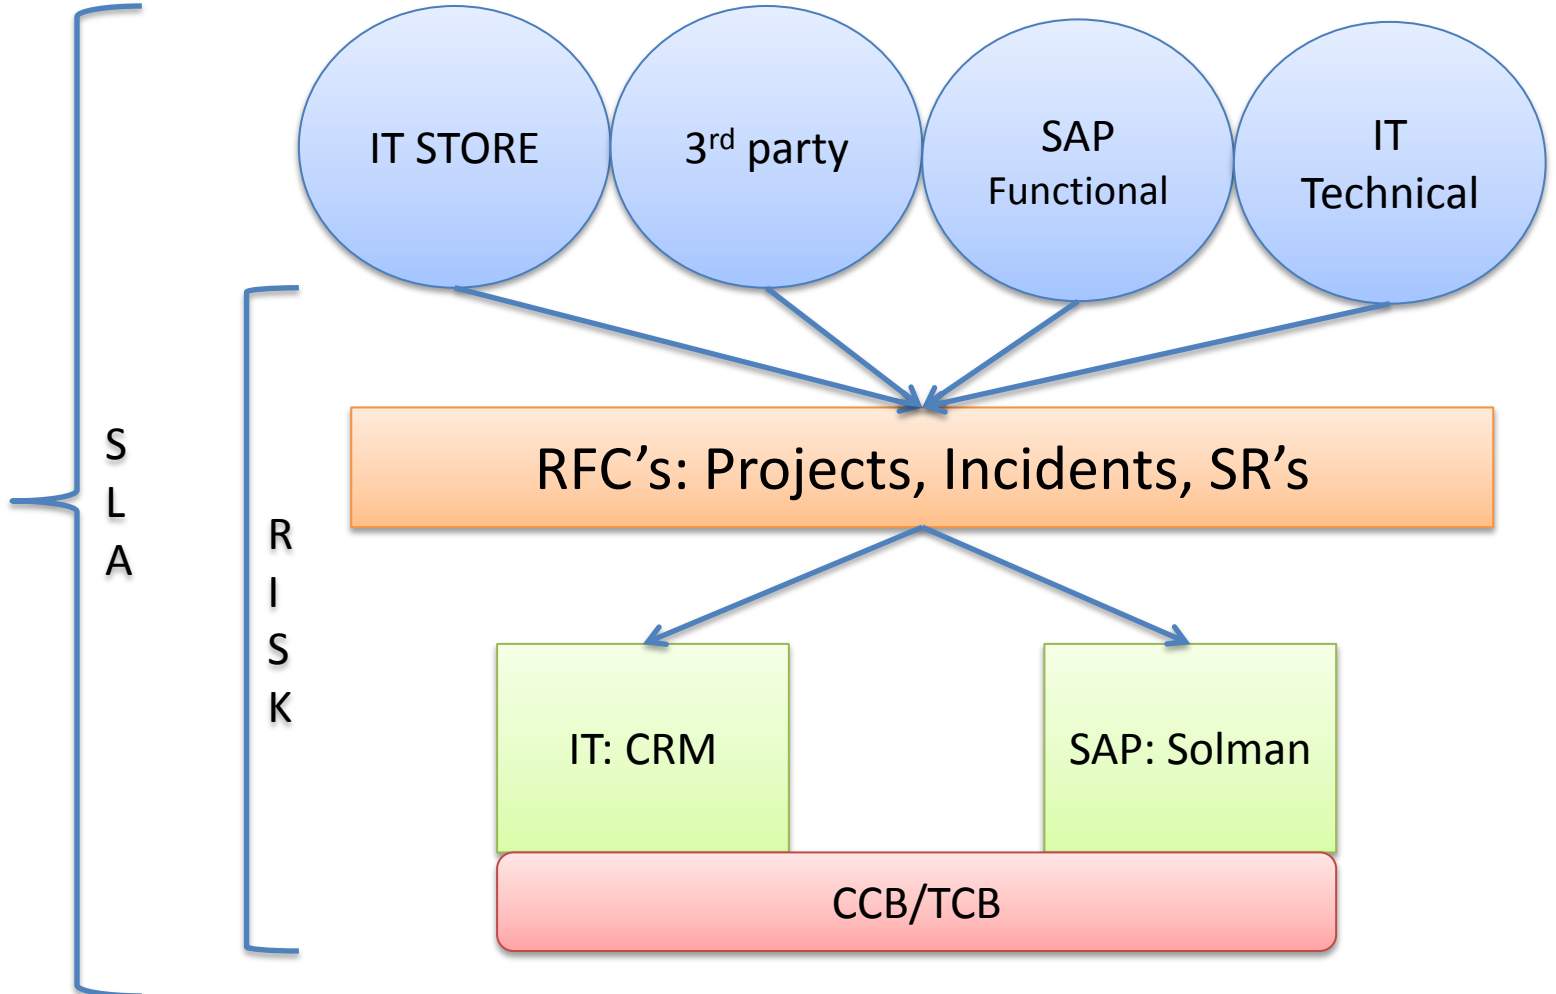 IT STORE
3rd party
SAP
Functional
IT
Technical
S
L
A
R
I
S
K
RFC’s: Projects, Incidents, SR’s
IT: CRM
SAP: Solman
CCB/TCB